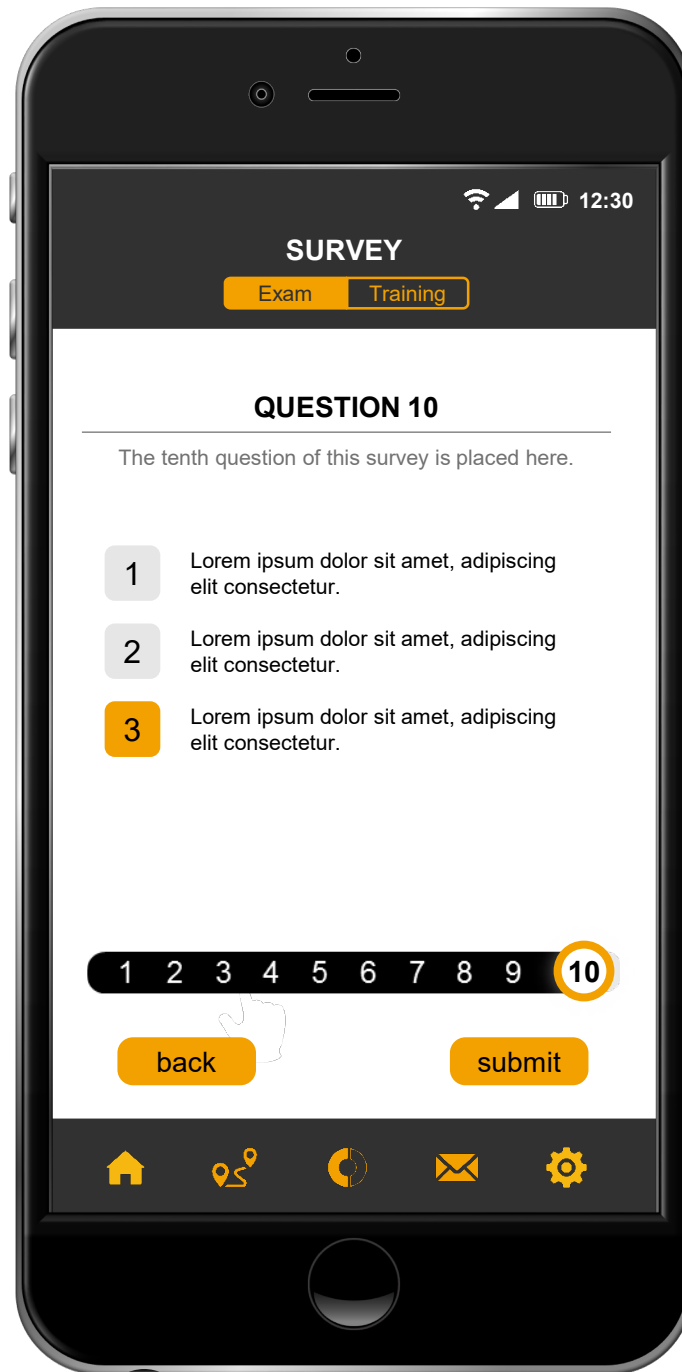 12:30
SURVEY
Exam Training
QUESTION 10
The tenth question of this survey is placed here.
1 Lorem ipsum dolor sit amet, adipiscing
elit consectetur.
2 Lorem ipsum dolor sit amet, adipiscing
elit consectetur.
3 Lorem ipsum dolor sit amet, adipiscing
elit consectetur.
1 2 3 4 5 6 7 8 9 10
back submit